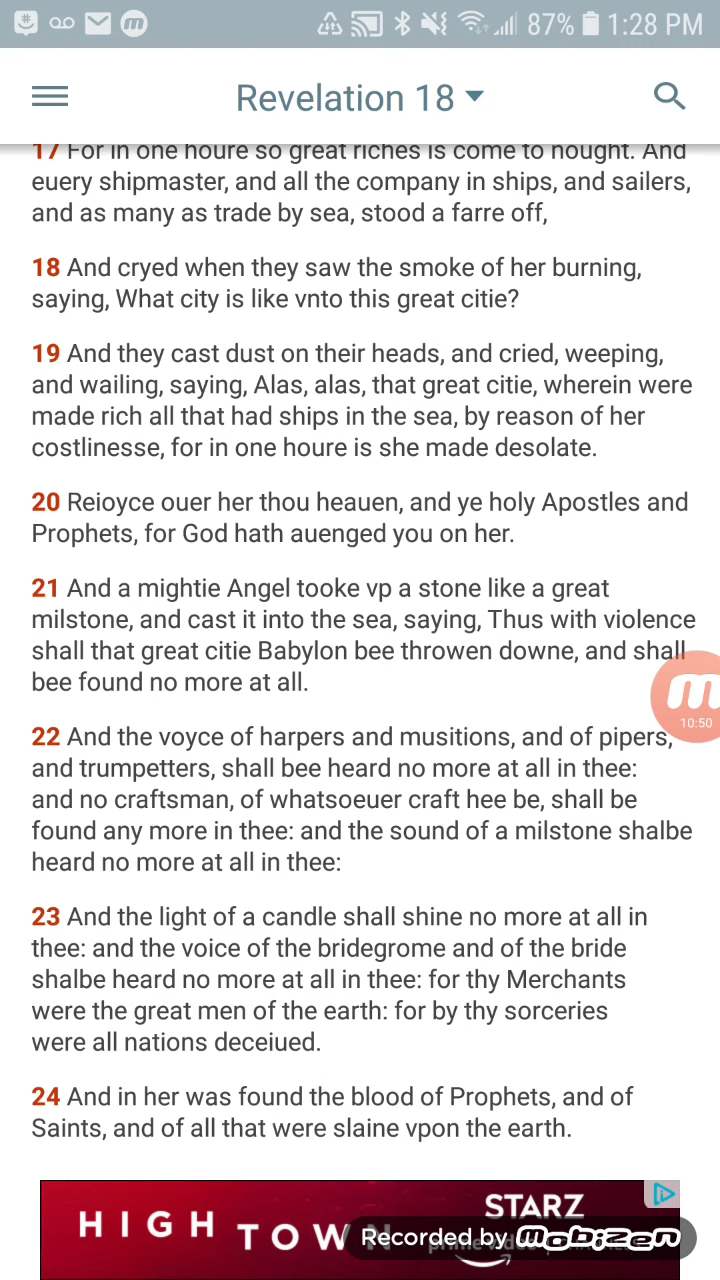 87% 1:28 PM
Revelation 18
17 For in one houre so great riches is come to nought. And
euery shipmaster, and all the company in ships, and sailers,
and as many as trade by sea, stood a farre off,
18 And cryed when they saw the smoke of her burning,
saying, What city is like vnto this great citie?
19 And they cast dust on their heads, and cried, weeping,
and wailing, saying, Alas, alas, that great citie, wherein were
made rich all that had ships in the sea, by reason of her
costlinesse, for in one houre is she made desolate.
20 Reioyce ouer her thou heauen, and ye holy Apostles and
Prophets, for God hath auenged you on her.
21 And a mightie Angel tooke vp a stone like a great
milstone, and cast it into the sea, saying, Thus with violence
shall that great citie Babylon bee throwen downe, and shall
bee found no more at all.
m
10:50
22 And the voyce of harpers and musitions, and of pipers,
and trumpetters, shall bee heard no more at all in thee:
and no craftsman, of whatsoeuer craft hee be, shall be
found any more in thee: and the sound of a milstone shalbe
heard no more at all in thee:
23 And the light of a candle shall shine no more at all in
thee: and the voice of the bridegrome and of the bride
shalbe heard no more at all in thee: for thy Merchants
were the great men of the earth: for by thy sorceries
were all nations deceiued.
24 And in her was found the blood of Prophets, and of
Saints, and of all that were slaine vpon the earth.
HIGH TOWN
STARZ
Recorded by mobizen